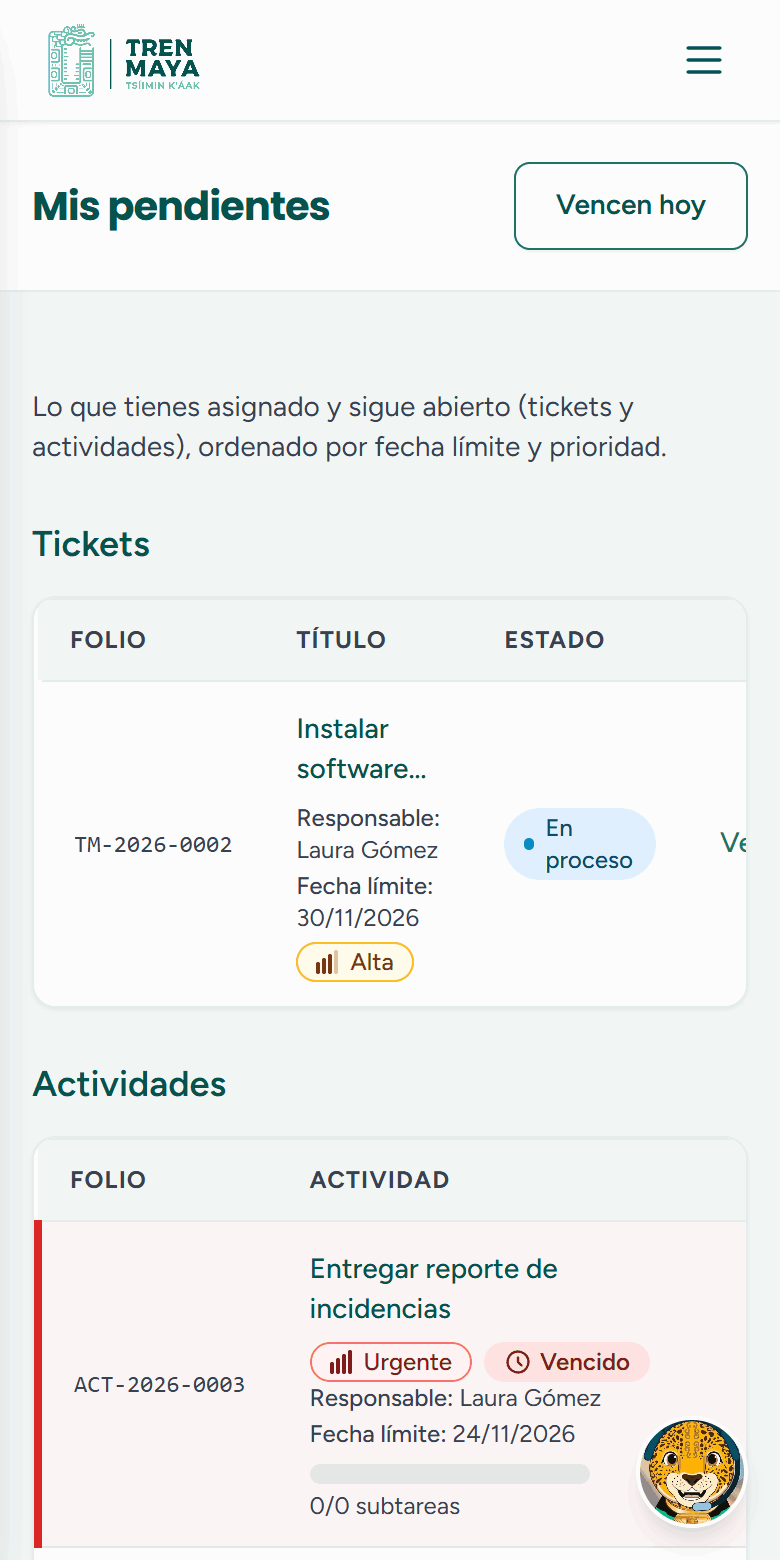 TREN
MAYA
TSÍIMIN K'ÁAK
Mis pendientes
Vencen hoy
Lo que tienes asignado y sigue abierto (tickets y
actividades), ordenado por fecha límite y prioridad.
Tickets
FOLIO TÍTULO ESTADO
Instalar
software...
Responsable:
Laura Gómez
Fecha límite:
30/11/2026
Alta
TM-2026-0002
En
proceso
Ve
Actividades
FOLIO ACTIVIDAD
Entregar reporte de
incidencias
Urgente Vencido
ACT-2026-0003
Responsable: Laura Gómez
Fecha límite: 24/11/2026
0/0 subtareas